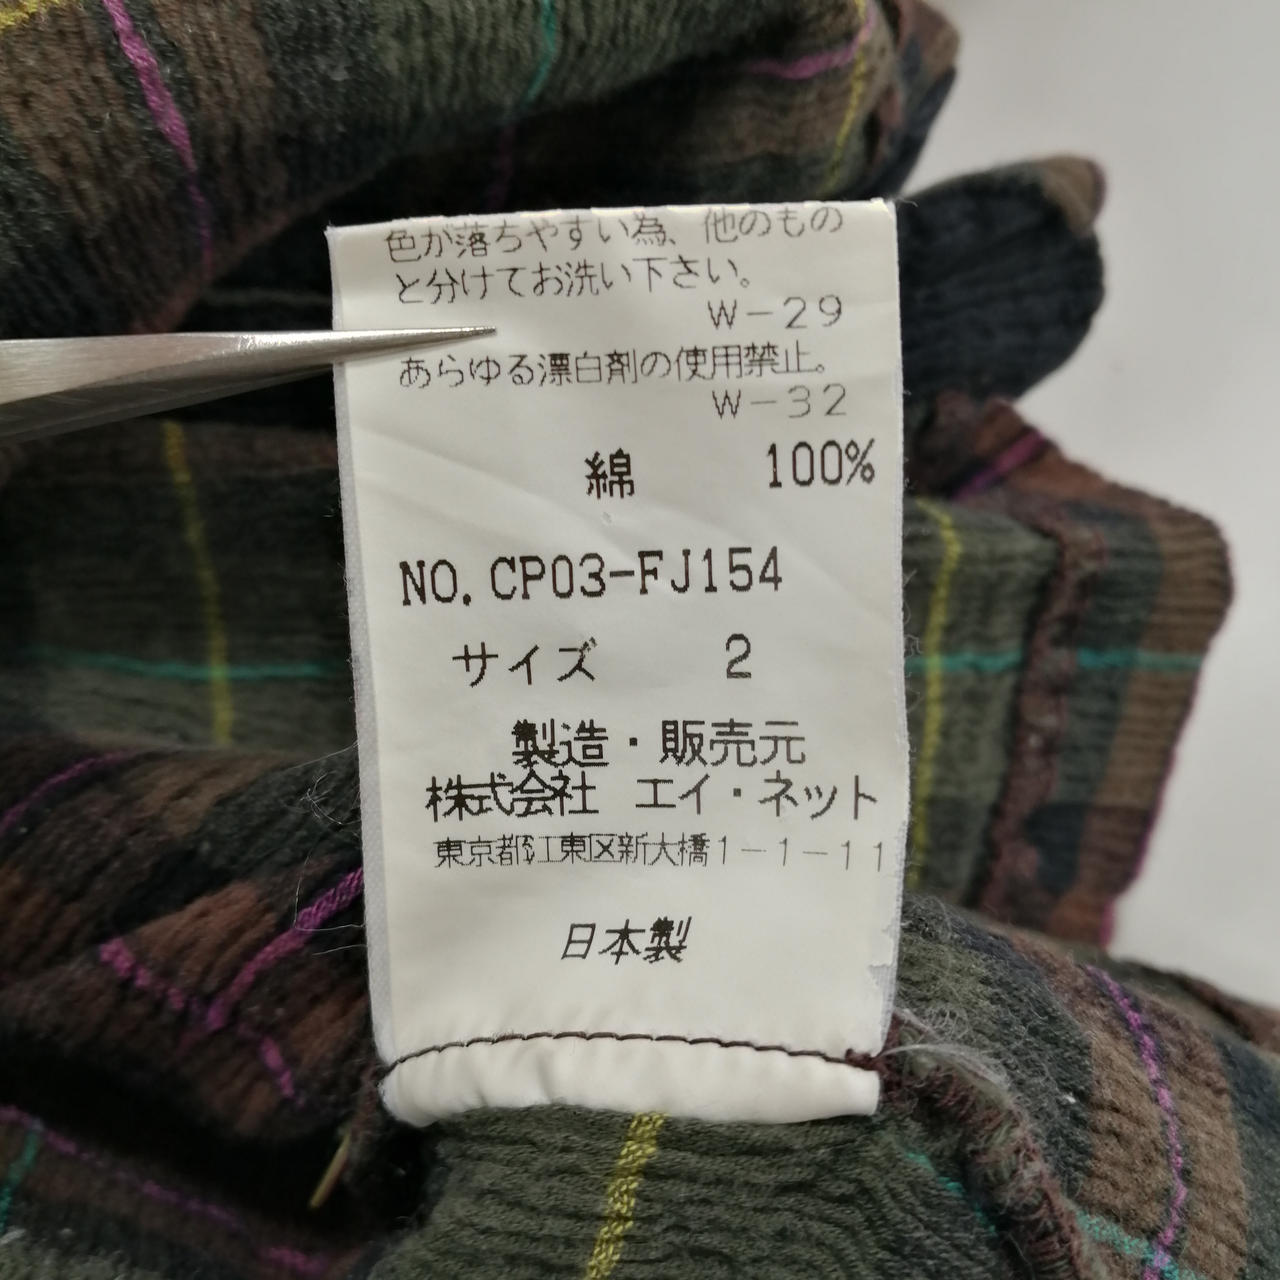 色が落ちやすい為、他のもの
と分けてお洗い下さい。
W-29
あらゆる漂白剤の使用禁止。
W-32
綿 100%
NO. CP03-FJ154
サイズ 2
製造・販売元
株式会社 エイ・ネット
東京都江東区新大橋1-1-11
日本製